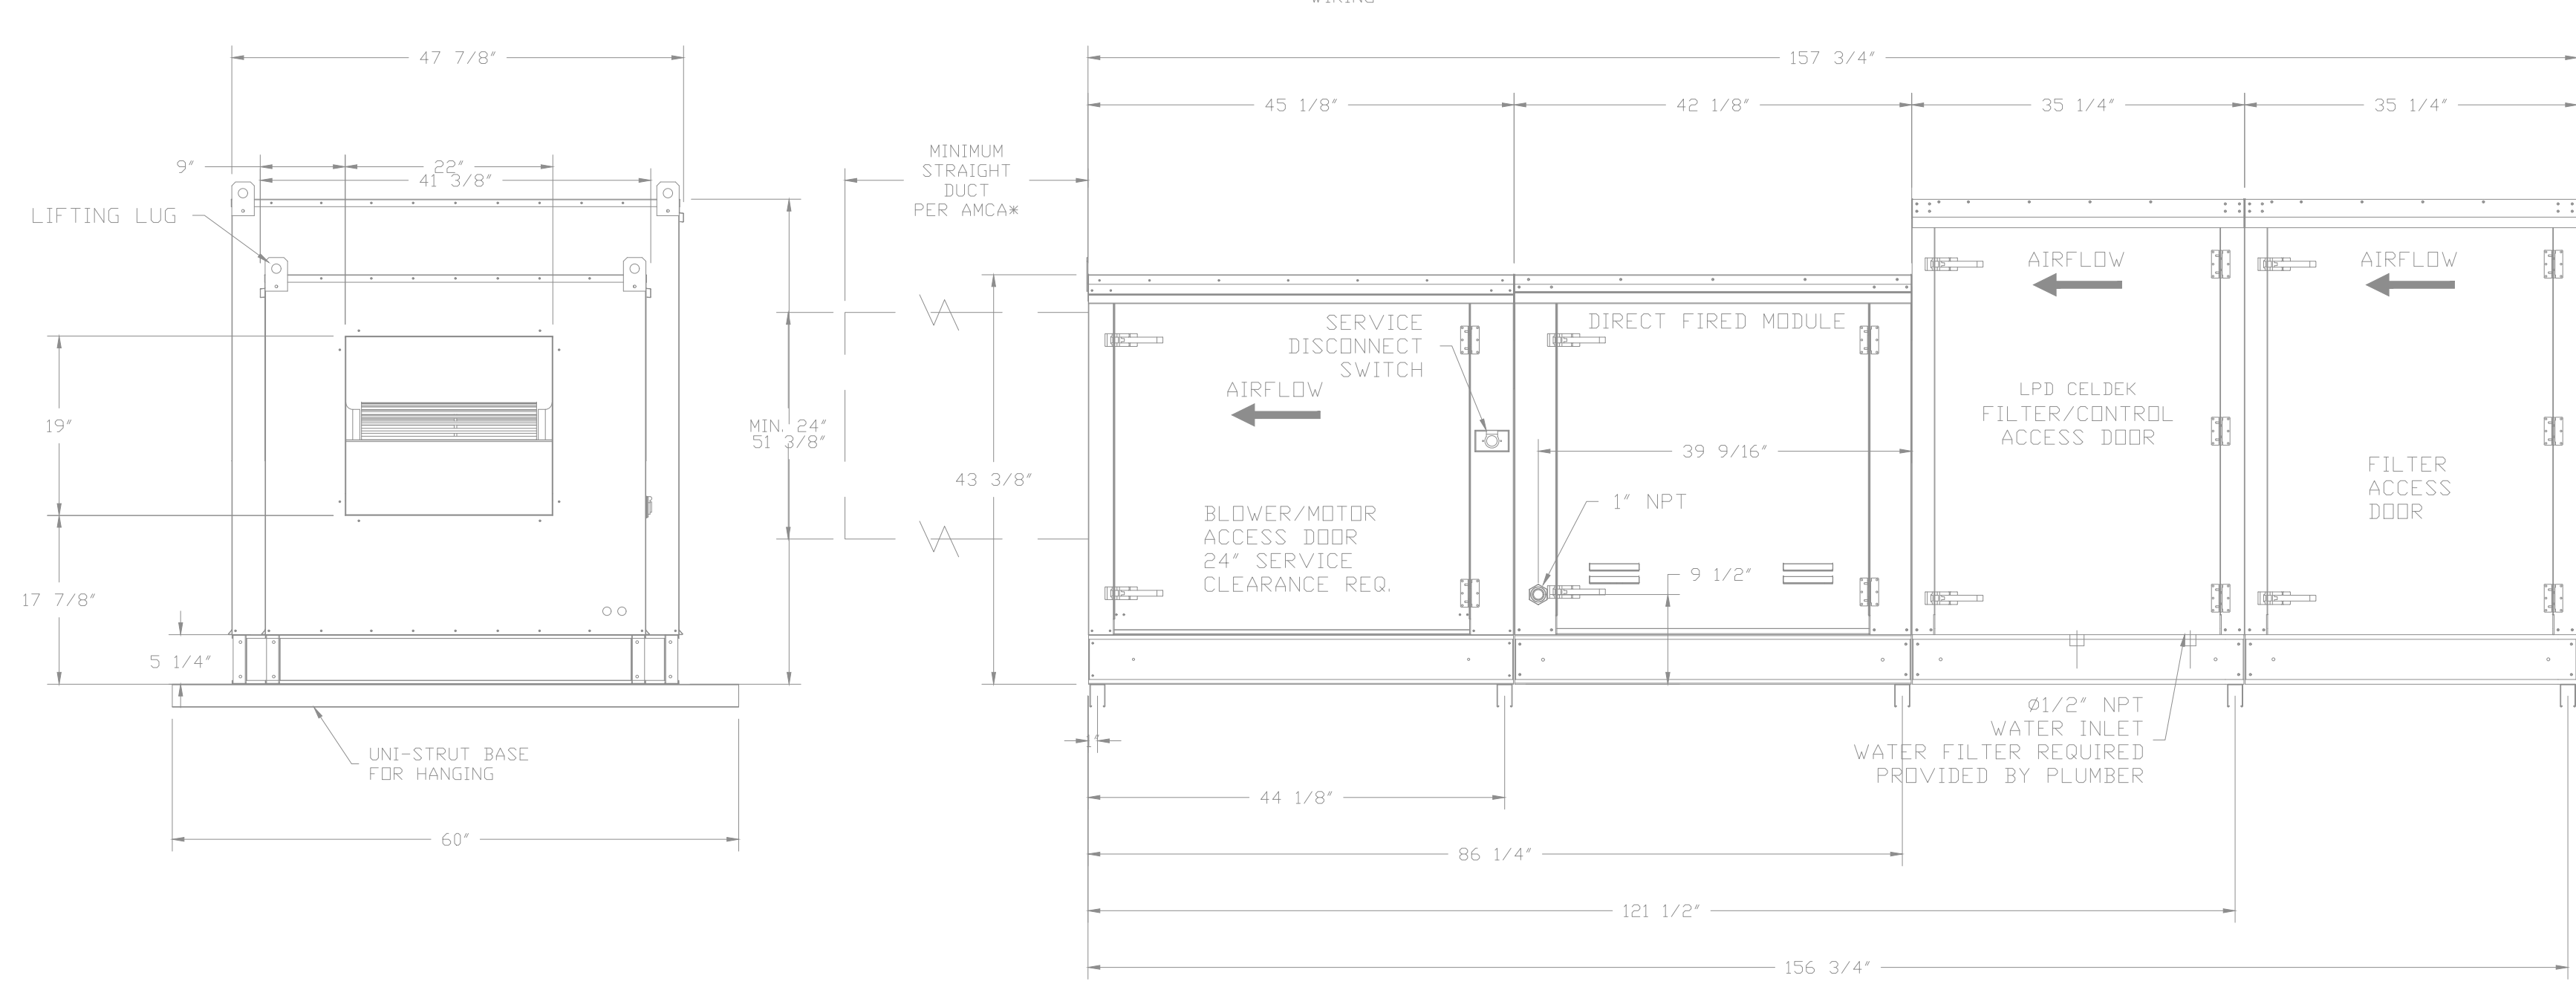 WIRING
47 7/8"
157 3/4"
45 1/8"
42 1/8"
35 1/4"
35 1/4"
9"
22"
41 3/8"
MINIMUM
STRAIGHT
DUCT
PER AMCA*
LIFTING LUG
AIRFLOW
AIRFLOW
SERVICE
DISCONNECT
SWITCH
DIRECT FIRED MODULE
AIRFLOW
LPD CELDEK
FILTER/CONTROL
ACCESS DOOR
19"
MIN. 24"
51 3/8"
43 3/8"
39 9/16"
FILTER
ACCESS
DOOR
1" NPT
BLOWER/MOTOR
ACCESS DOOR
24" SERVICE
CLEARANCE REQ.
9 1/2"
17 7/8"
5 1/4"
Ø1/2" NPT
WATER INLET
WATER FILTER REQUIRED
PROVIDED BY PLUMBER
1"
UNI-STRUT BASE
FOR HANGING
44 1/8"
60"
86 1/4"
121 1/2"
156 3/4"